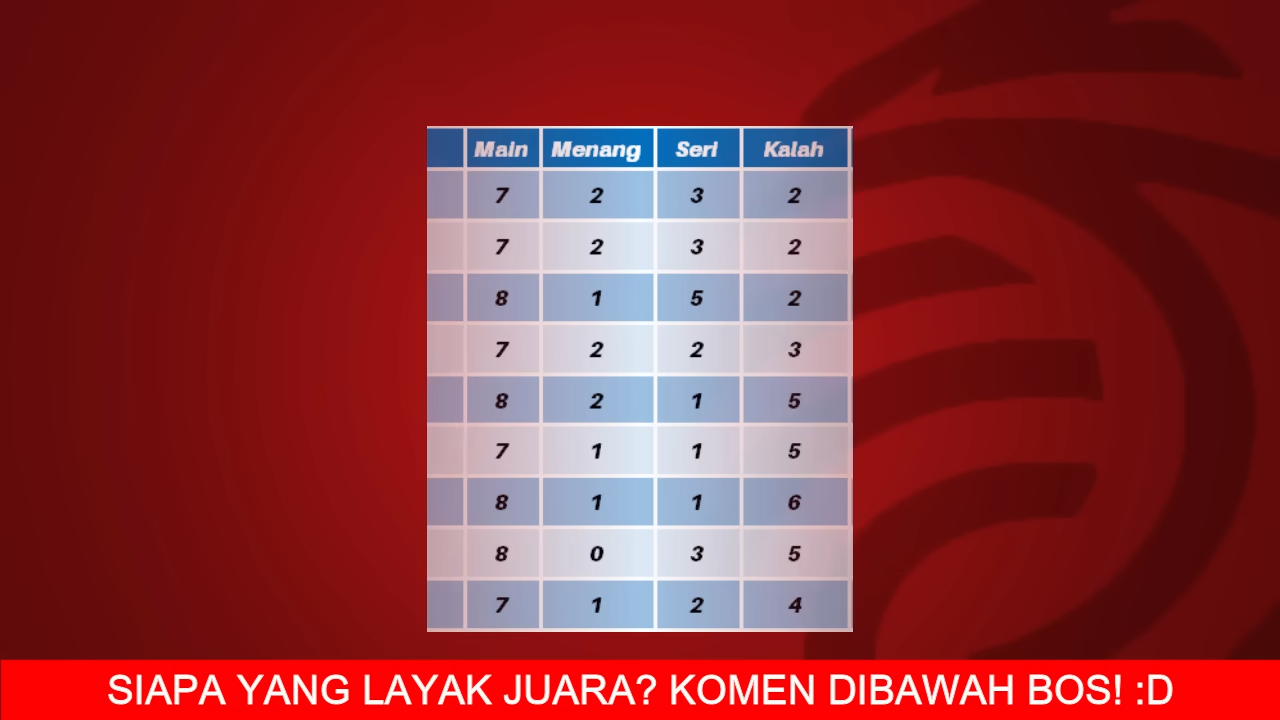 Main Menang Seri Kalah
7 2 3 2
7 2 3 2
8 1 5 2
7 2 2 3
8 2 1 5
7 1 1 5
8 1 1 6
8 0 3 5
7 1 2 4
SIAPA YANG LAYAK JUARA? KOMEN DIBAWAH BOS! :D